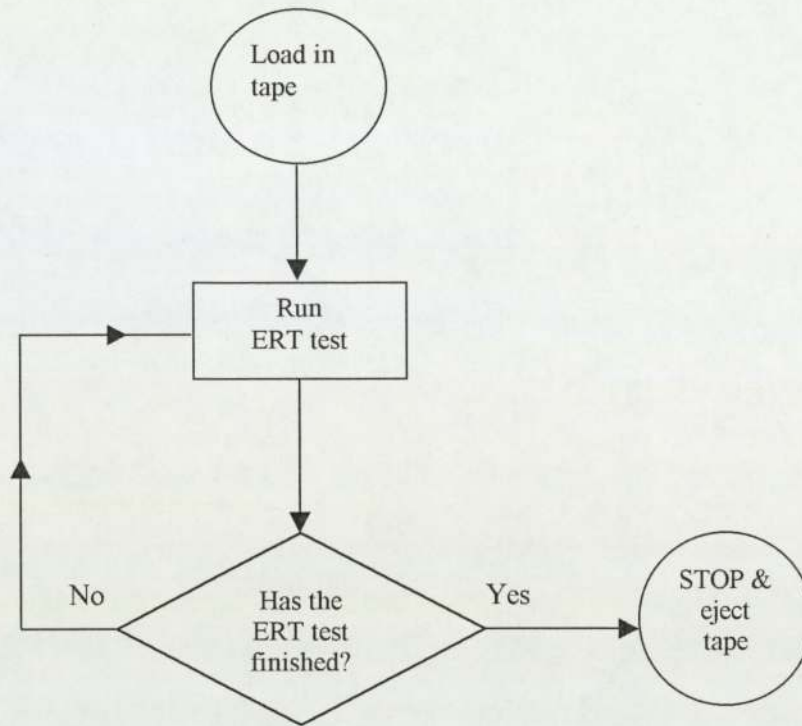 Load in
tape
Run
ERT test
No
Has the
ERT test
finished?
Yes
STOP &
eject
tape